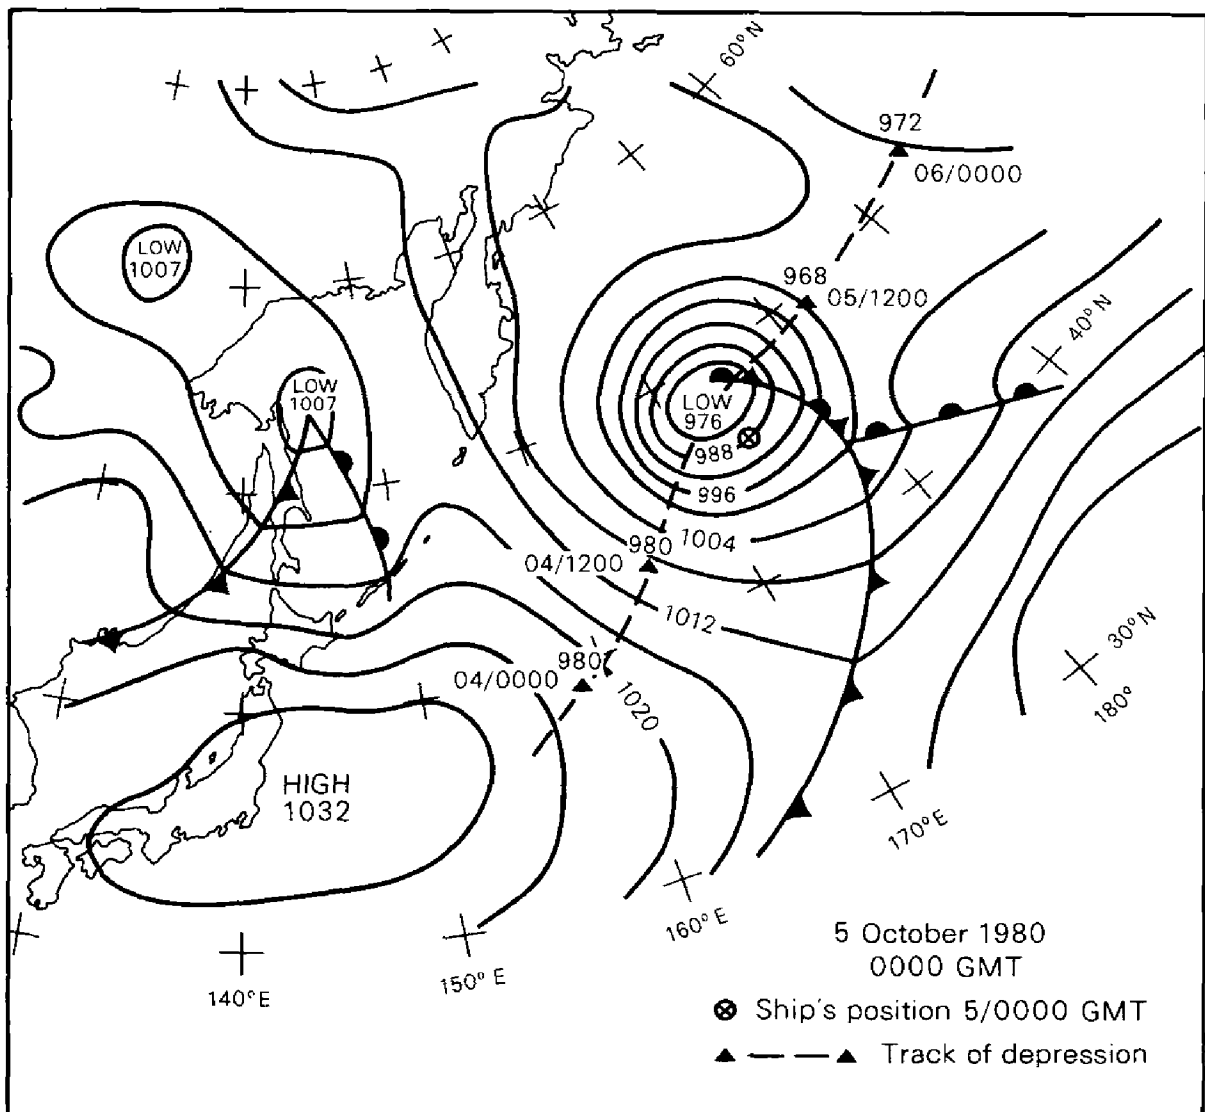 60° N
972
06/0000
LOW
1007
968
05/1200
40° N
LOW
1007
LOW
976
988
996
1004
980
04/1200
1012
30° N
980
04/0000
1020
180°
HIGH
1032
170° E
160° E
5 October 1980
0000 GMT
150° E
140° E
Ship's position 5/0000 GMT
Track of depression